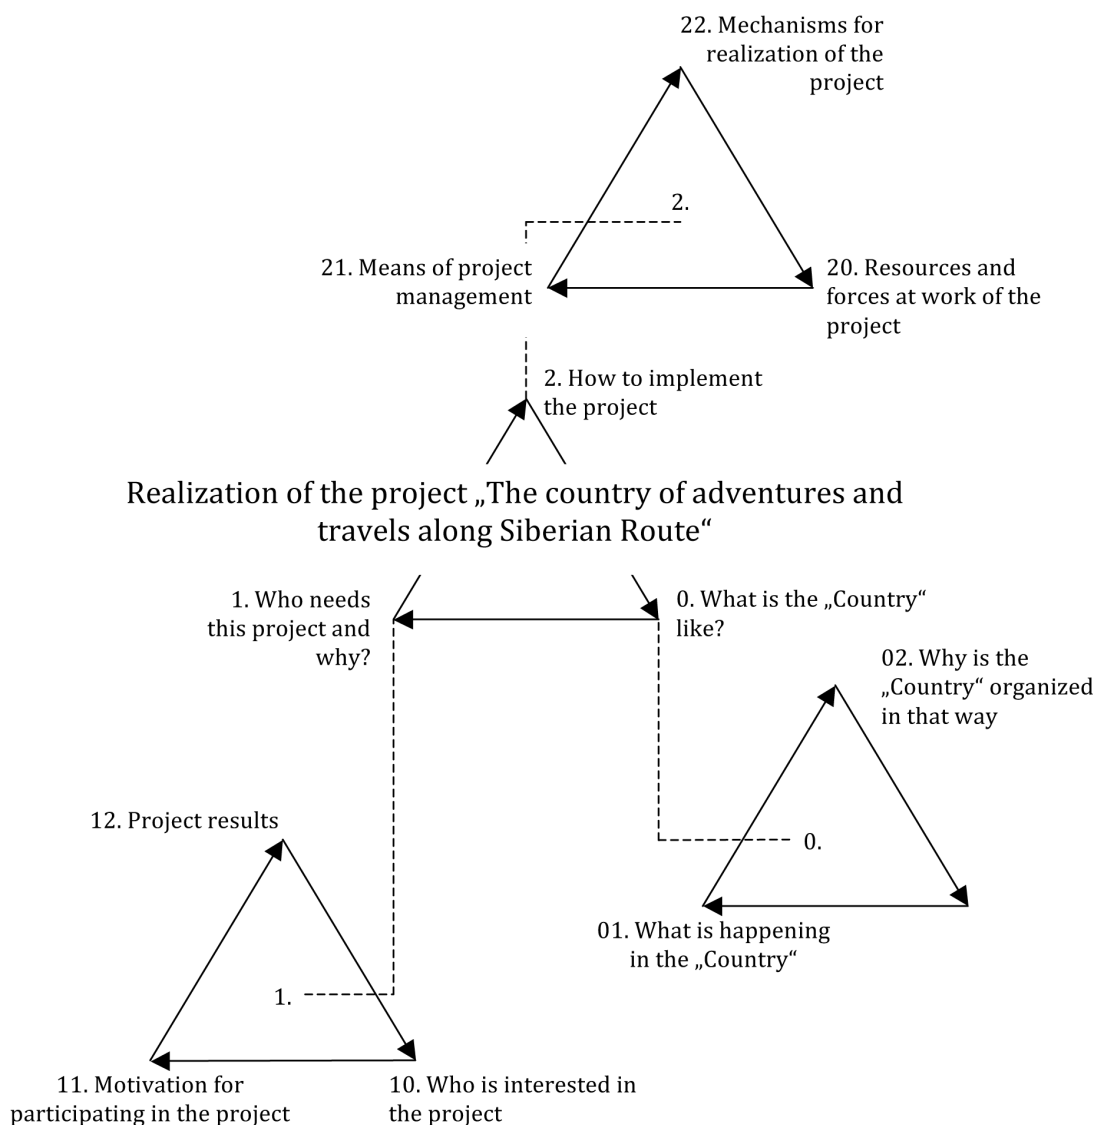 22. Mechanisms for
realization of the
project
2.
21. Means of project
management
20. Resources and
forces at work of the
project
2. How to implement
the project
Realization of the project „The country of adventures and
travels along Siberian Route“
1. Who needs
this project and
why?
0. What is the „Country“
like?
02. Why is the
„Country“ organized
in that way
12. Project results
0.
01. What is happening
in the „Country“
1.
11. Motivation for
participating in the project
10. Who is interested in
the project